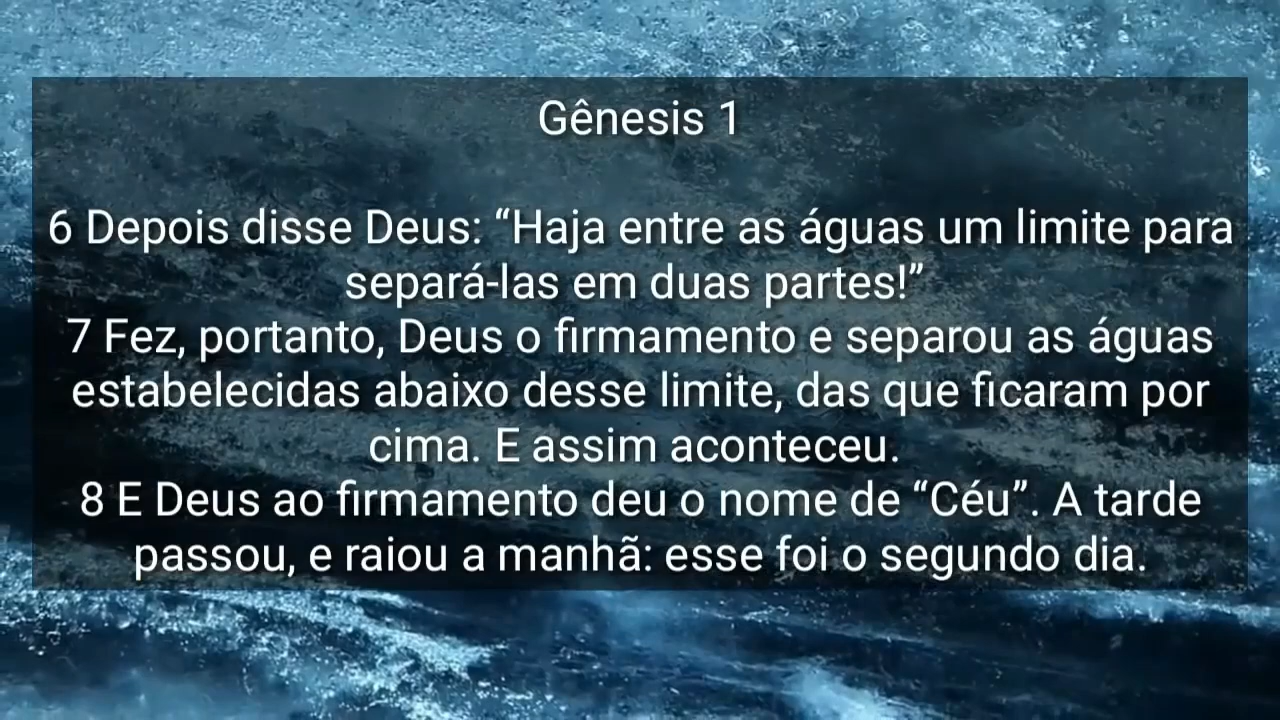 Gênesis 1
6 Depois disse Deus: “Haja entre as águas um limite para
separá-las em duas partes!”
7 Fez, portanto, Deus o firmamento e separou as águas
estabelecidas abaixo desse limite, das que ficaram por
cima. E assim aconteceu.
8 E Deus ao firmamento deu o nome de “Céu”. A tarde
passou, e raiou a manhã: esse foi o segundo dia.